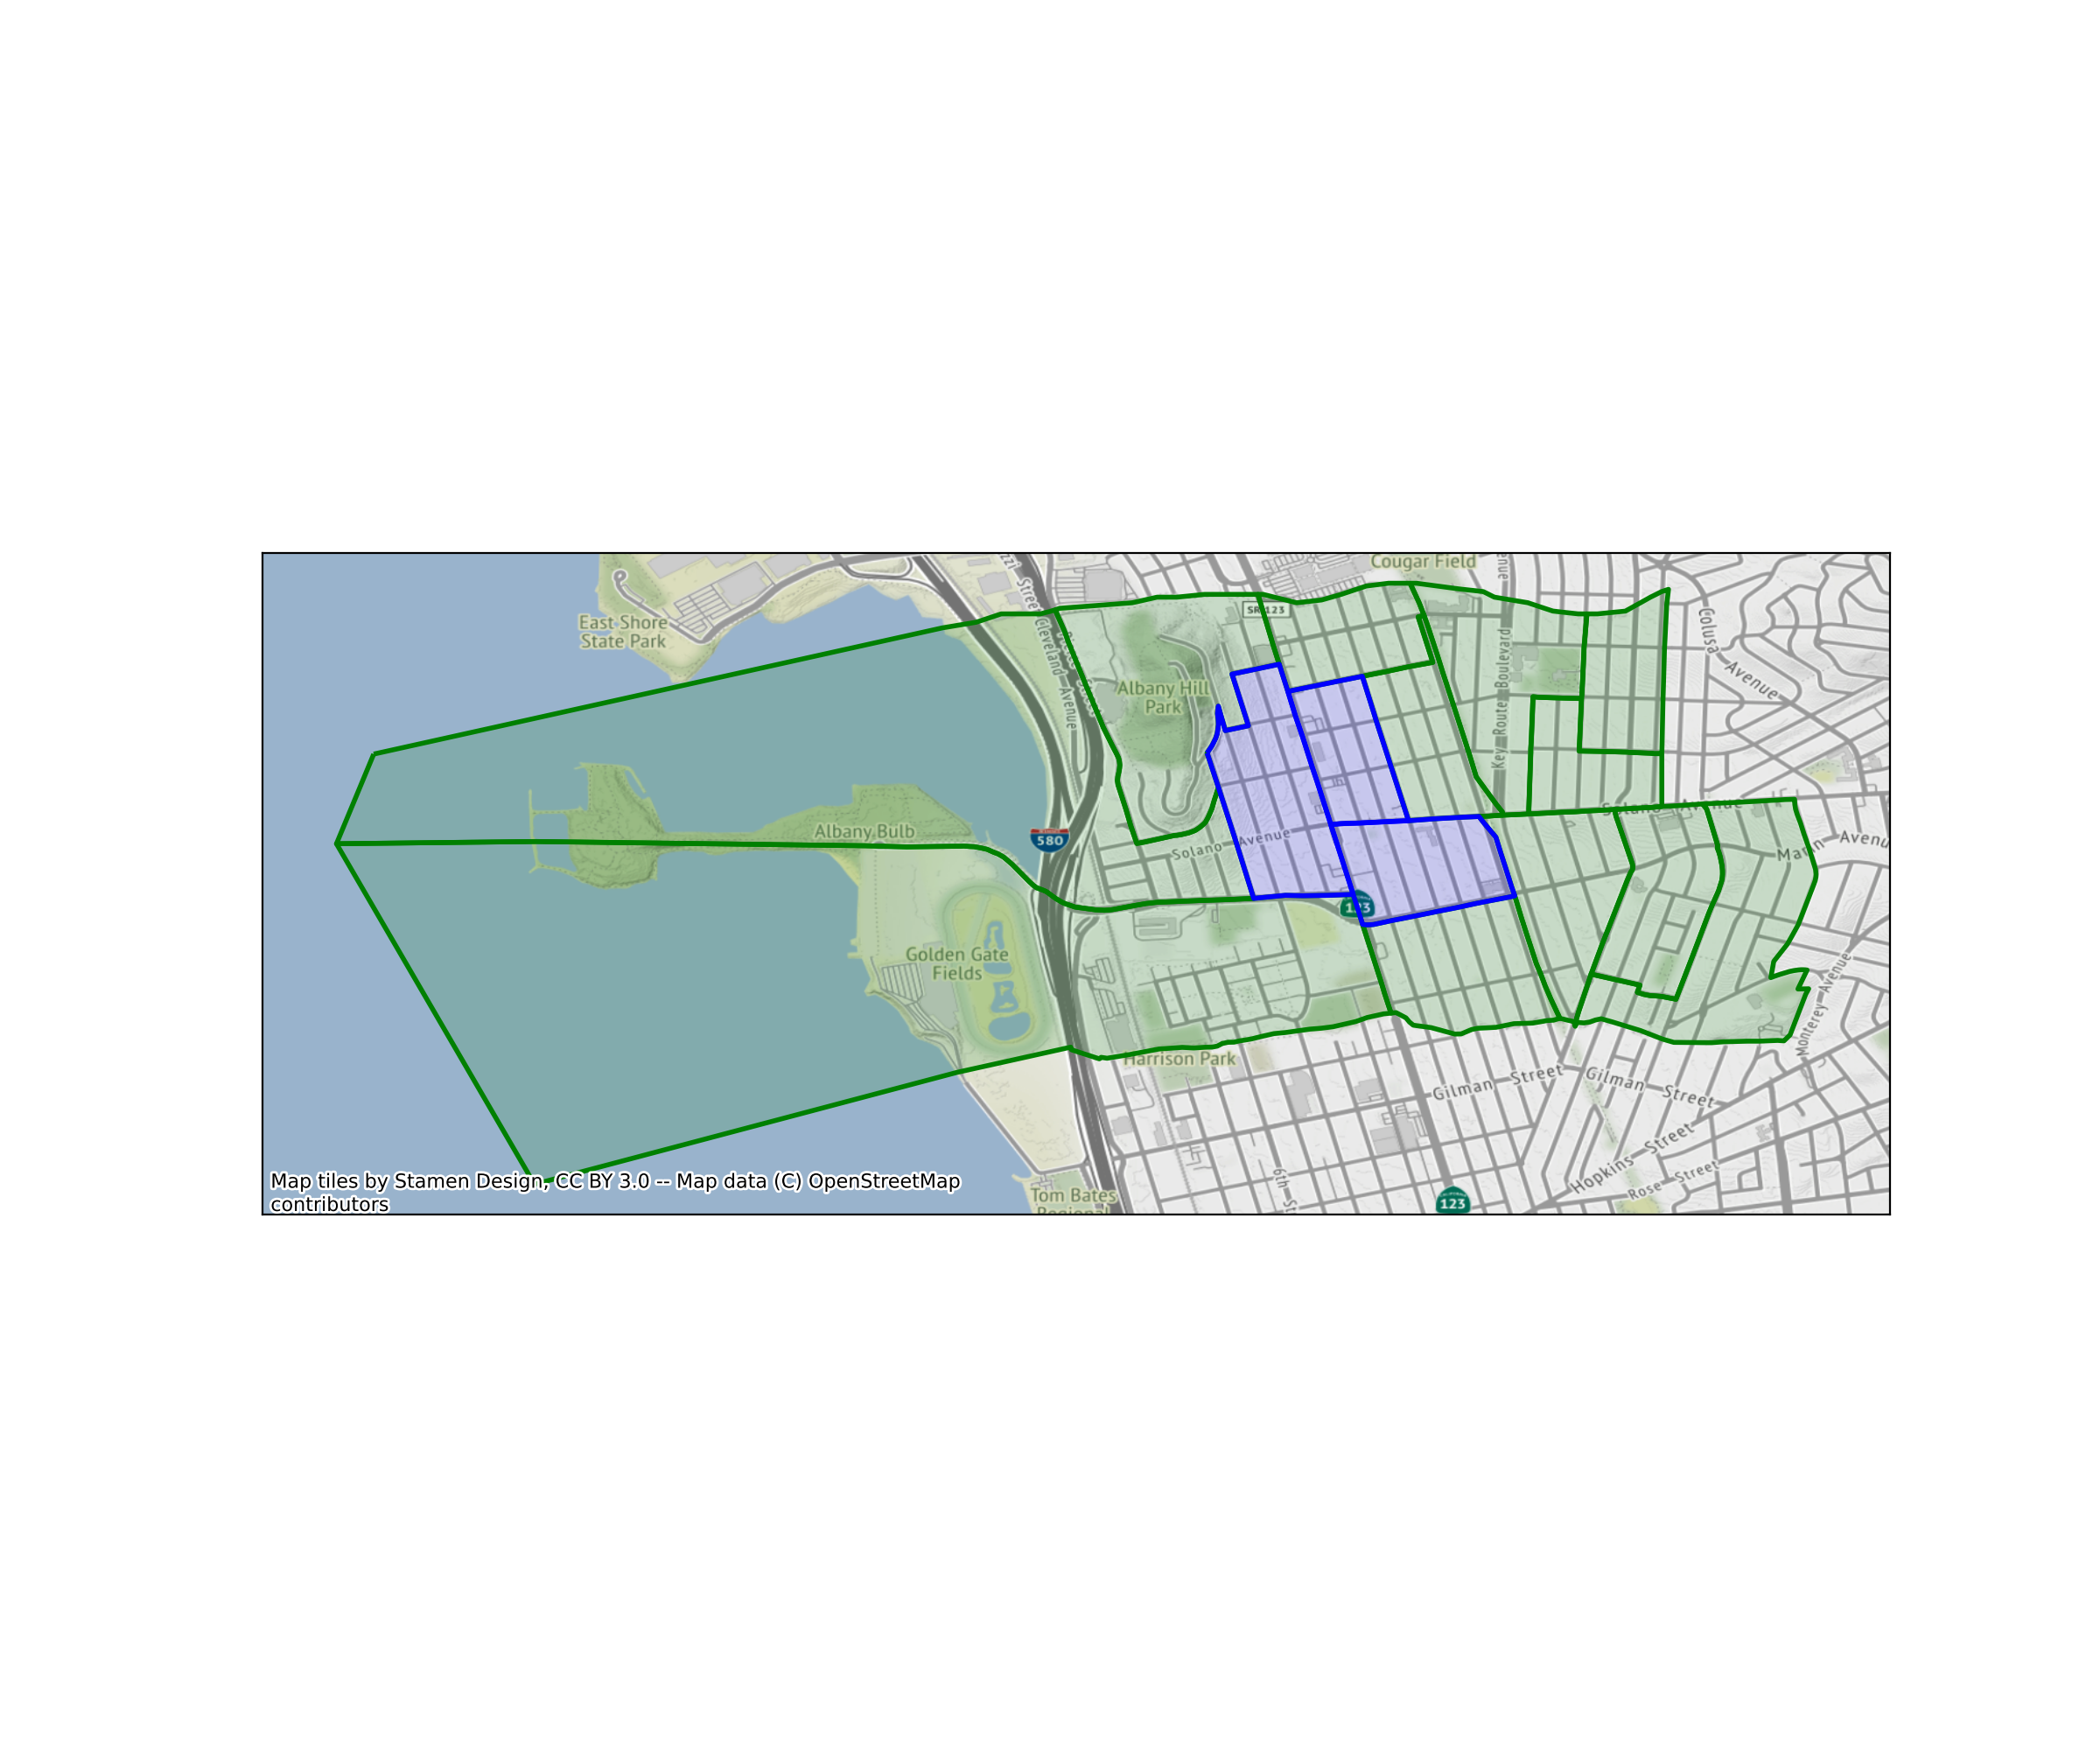 Cougar Field
East Shore
State Park
SR 123
Cleveland Avenue
Colusa
Avenue
Key Route Boulevard
Albany Hill
Park
Solano Avenue
Albany Bulb
580
Solano Avenue
Marin Avenu
123
Golden Gate
Fields
Monterey Avenue
Harrison Park
Gilman Street
Gilman Street
Hopkins Street
Rose Street
6th St
Tom Bates
Regional
123
Map tiles by Stamen Design, CC BY 3.0 -- Map data (C) OpenStreetMap
contributors